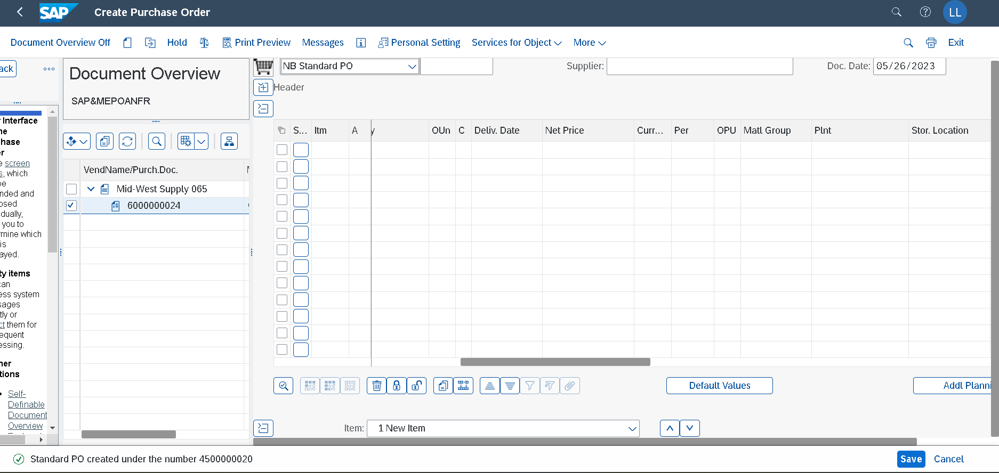 SAP Create Purchase Order LL
Document Overview Off Hold Print Preview Messages Personal Setting Services for Object More Exit
ack
r Interface
ne
hase
er
e screen
s, which
be
nded and
osed
dually,
you to
rmine which
is
ayed.
ty items
can
ess system
sages
tly or
ct them for
equent
essing.
her
tions
Self-
Definable
Document
Overview
Document Overview
SAP&MEPOANFR
VendName/Purch.Doc.
Mid-West Supply 065
6000000024
NB Standard PO Supplier: Doc. Date: 05/26/2023
Header
S... Itm A y OUn C Deliv. Date Net Price Curr... Per OPU Matl Group Plnt Stor. Location
Default Values Addl Planni
Item: 1 New Item
Standard PO created under the number 4500000020 Save Cancel